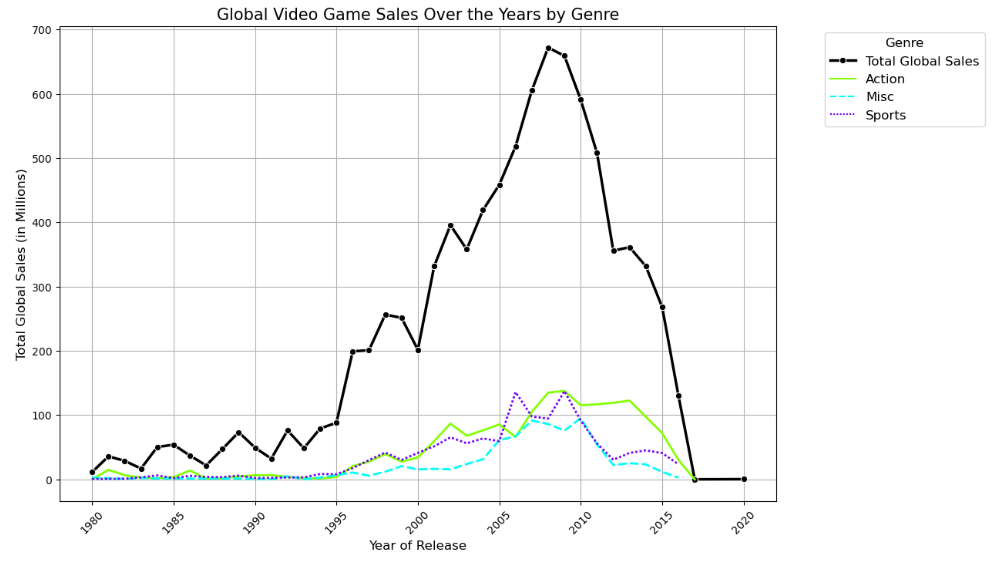 Global Video Game Sales Over the Years by Genre
Total Global Sales (in Millions)
700
600
500
400
300
200
100
0
1980
1985
1990
1995
2000
2005
2010
2015
2020
Year of Release
Genre
Total Global Sales
Action
Misc
Sports